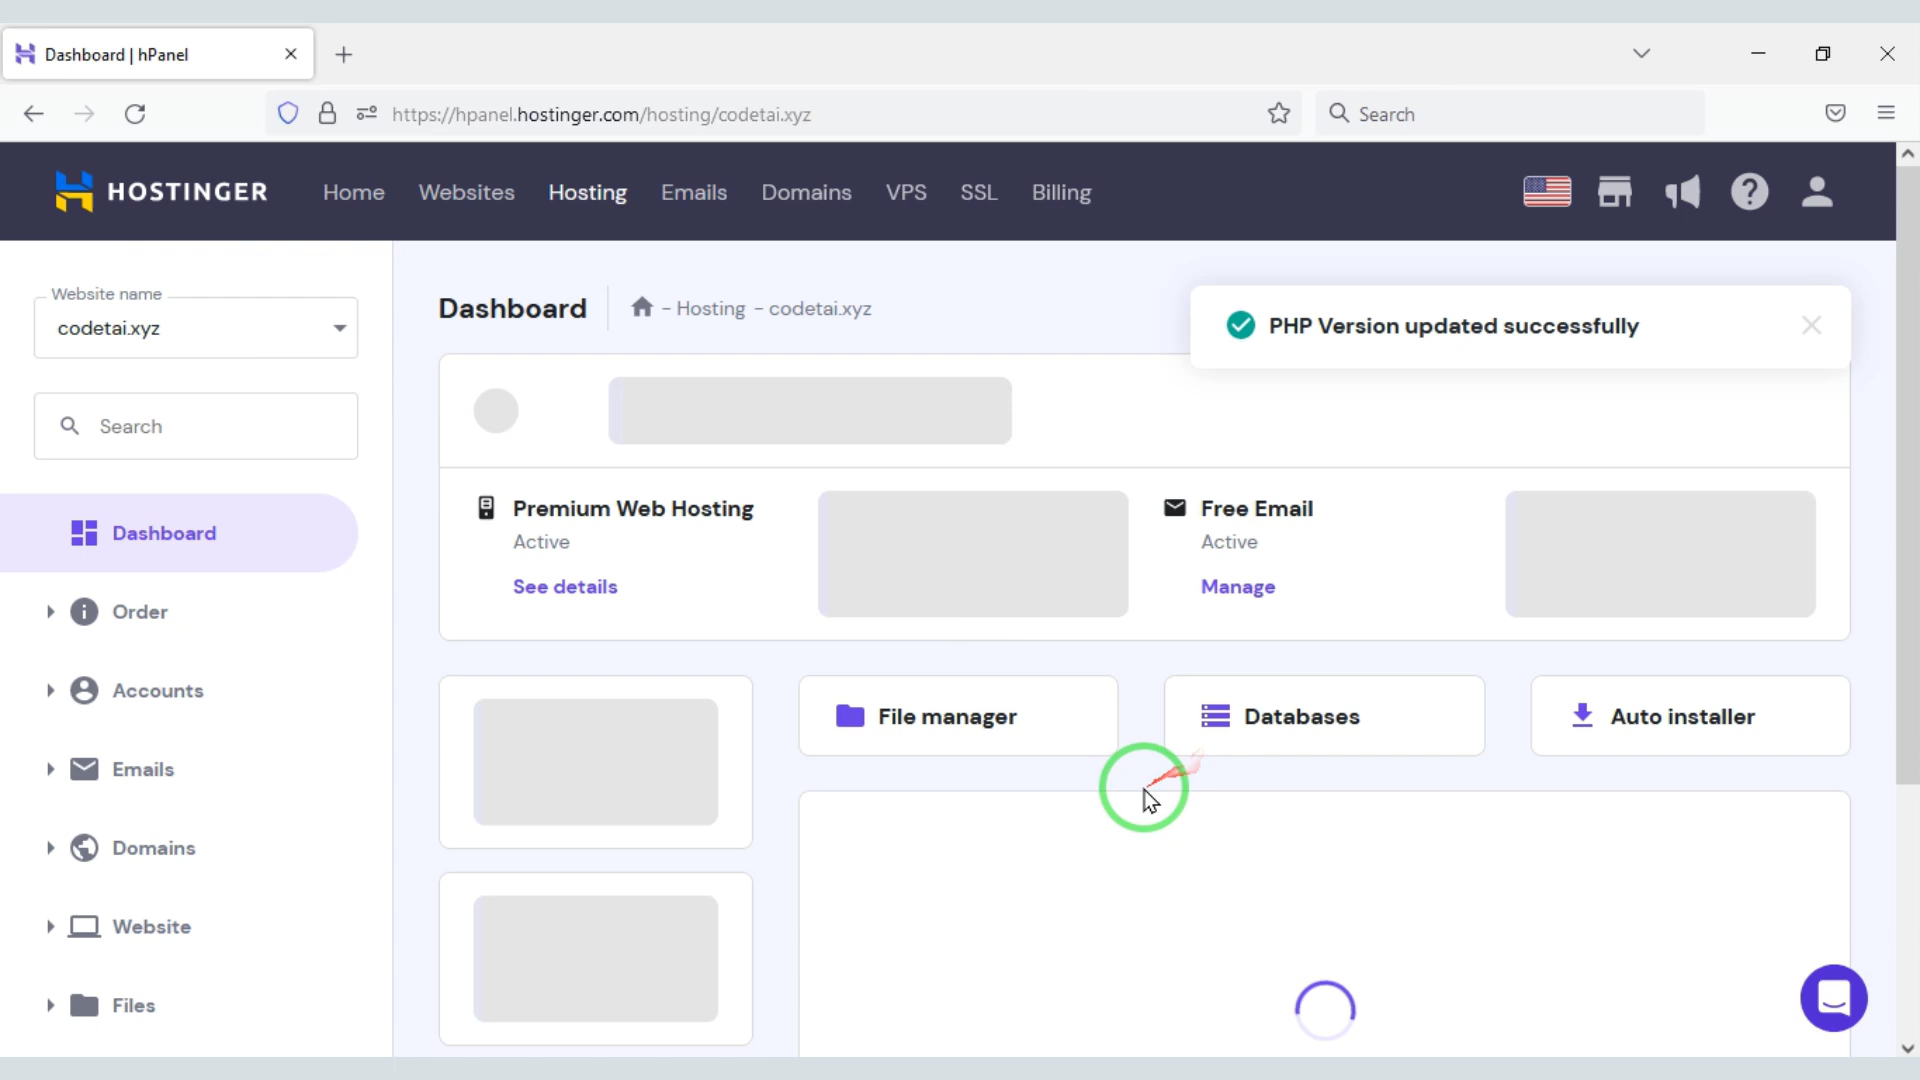 Dashboard | hPanel
https://hpanel.hostinger.com/hosting/codetai.xyz
Search
HOSTINGER
Home
Websites
Hosting
Emails
Domains
VPS
SSL
Billing
Website name
codetai.xyz
Search
Dashboard
Order
Accounts
Emails
Domains
Website
Files
Dashboard
- Hosting - codetai.xyz
PHP Version updated successfully
Premium Web Hosting
Active
See details
Free Email
Active
Manage
File manager
Databases
Auto installer